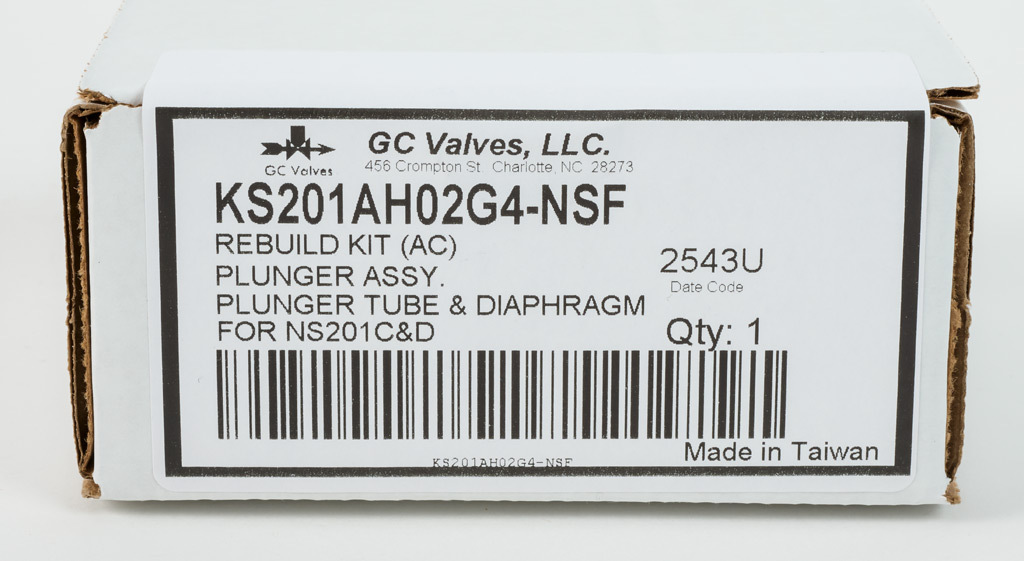 GC Valves, LLC.
456 Crompton St. Charlotte, NC 28273
GC Valves
KS201AH02G4-NSF
REBUILD KIT (AC)
PLUNGER ASSY.
PLUNGER TUBE & DIAPHRAGM
FOR NS201C&D
2543U
Date Code
Qty: 1
Made in Taiwan
KS201AH02G4-NSF